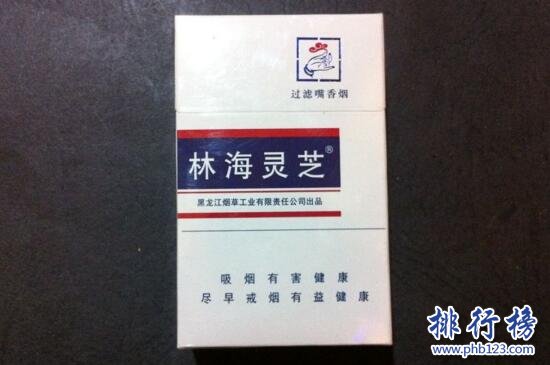 过滤嘴香烟
林海灵芝®
黑龙江烟草工业有限责任公司出品
吸烟有害健康
尽早戒烟有益健康
排行榜
www.phb123.com